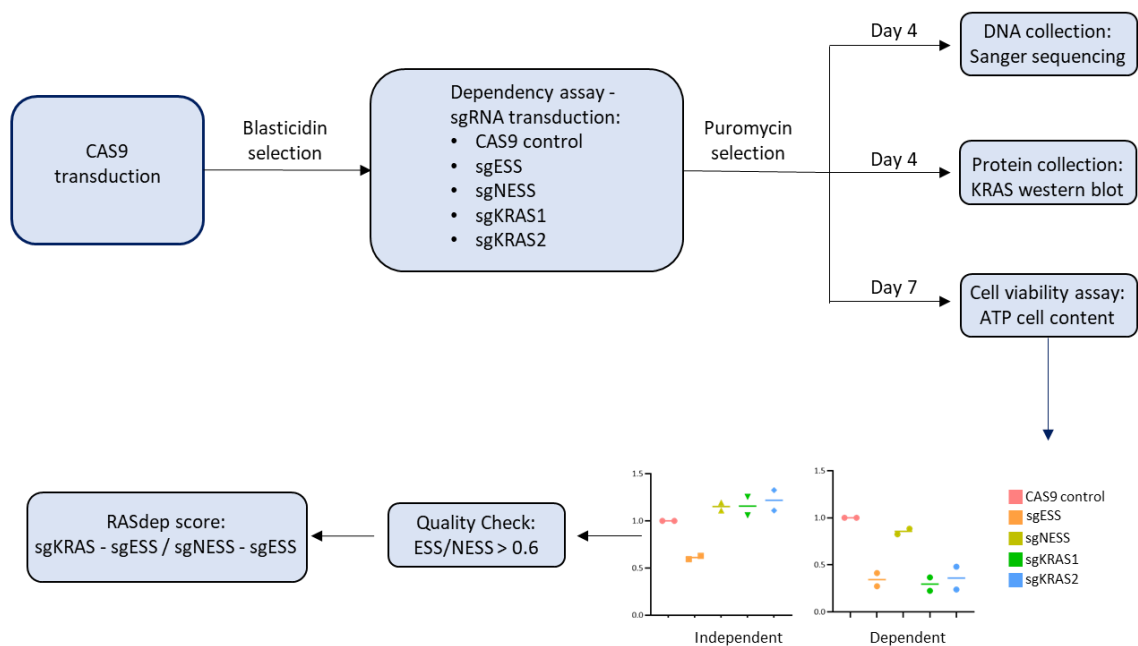 CAS9
transduction
Blasticidin
selection
Dependency assay -
sgRNA transduction:
• CAS9 control
• sgESS
• sgNESS
• sgKRAS1
• sgKRAS2
Puromycin
selection
Day 4
DNA collection:
Sanger sequencing
Day 4
Protein collection:
KRAS western blot
Day 7
Cell viability assay:
ATP cell content
RASdep score:
sgKRAS - sgESS / sgNESS - sgESS
Quality Check:
ESS/NESS > 0.6
1.5
1.0
0.5
0.0
Independent
1.5
1.0
0.5
0.0
Dependent
CAS9 control
sgESS
sgNESS
sgKRAS1
sgKRAS2